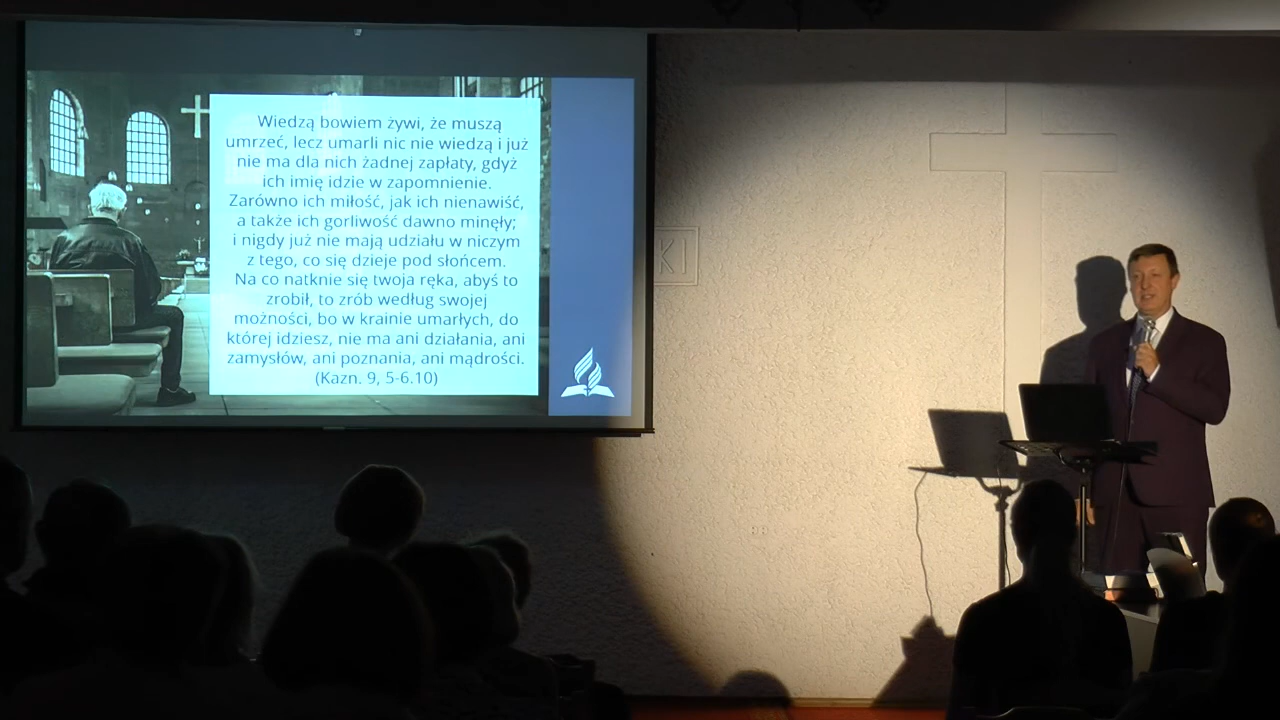 Wiedzą bowiem żywi, że muszą
umrzeć, lecz umarli nic nie wiedzą i już
nie ma dla nich żadnej zapłaty, gdyż
ich imię idzie w zapomnienie.
Zarówno ich miłość, jak ich nienawiść,
a także ich gorliwość dawno minęły;
i nigdy już nie mają udziału w niczym
z tego, co się dzieje pod słońcem.
Na co natknie się twoja ręka, abyś to
zrobił, to zrób według swojej
możności, bo w krainie umarłych, do
której idziesz, nie ma ani działania, ani
zamysłów, ani poznania, ani mądrości.
(Kazn. 9, 5-6.10)
KI